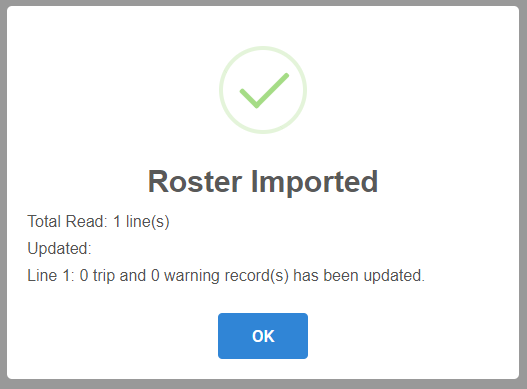 Roster Imported
Total Read: 1 line(s)
Updated:
Line 1: 0 trip and 0 warning record(s) has been updated.
OK